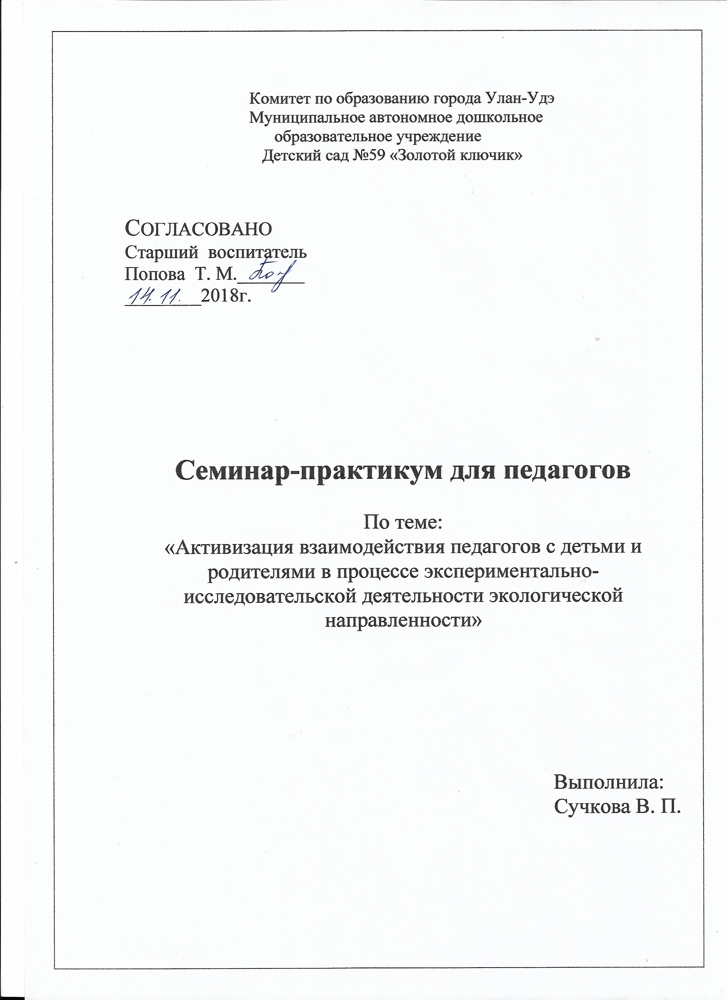 Комитет по образованию города Улан-Удэ
Муниципальное автономное дошкольное
образовательное учреждение
Детский сад №59 «Золотой ключик»
СОГЛАСОВАНО
Старший воспитатель
Попова Т. М.
14.11. 2018г.
Семинар-практикум для педагогов
По теме:
«Активизация взаимодействия педагогов с детьми и
родителями в процессе экспериментально-
исследовательской деятельности экологической
направленности»
Выполнила:
Сучкова В. П.